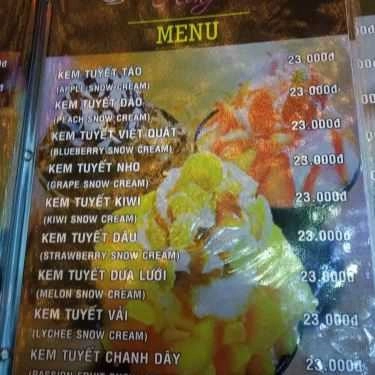 MENU
KEM TUYẾT TÁO 23.000đ
(APPLE SNOW CREAM)
KEM TUYẾT ĐÀO 23.000đ
(PEACH SNOW CREAM)
KEM TUYẾT VIỆT QUẤT 23.000đ
(BLUEBERRY SNOW CREAM)
KEM TUYẾT NHO 23.000đ
(GRAPE SNOW CREAM)
KEM TUYẾT KIWI 23.000đ
(KIWI SNOW CREAM)
KEM TUYẾT DÂU 23.000đ
(STRAWBERRY SNOW CREAM)
KEM TUYẾT DƯA LƯỚI 23.000đ
(MELON SNOW CREAM)
KEM TUYẾT VẢI 23.000đ
(LYCHEE SNOW CREAM)
KEM TUYẾT CHANH DÂY 23.000đ
(PASSION FRUIT SNOW